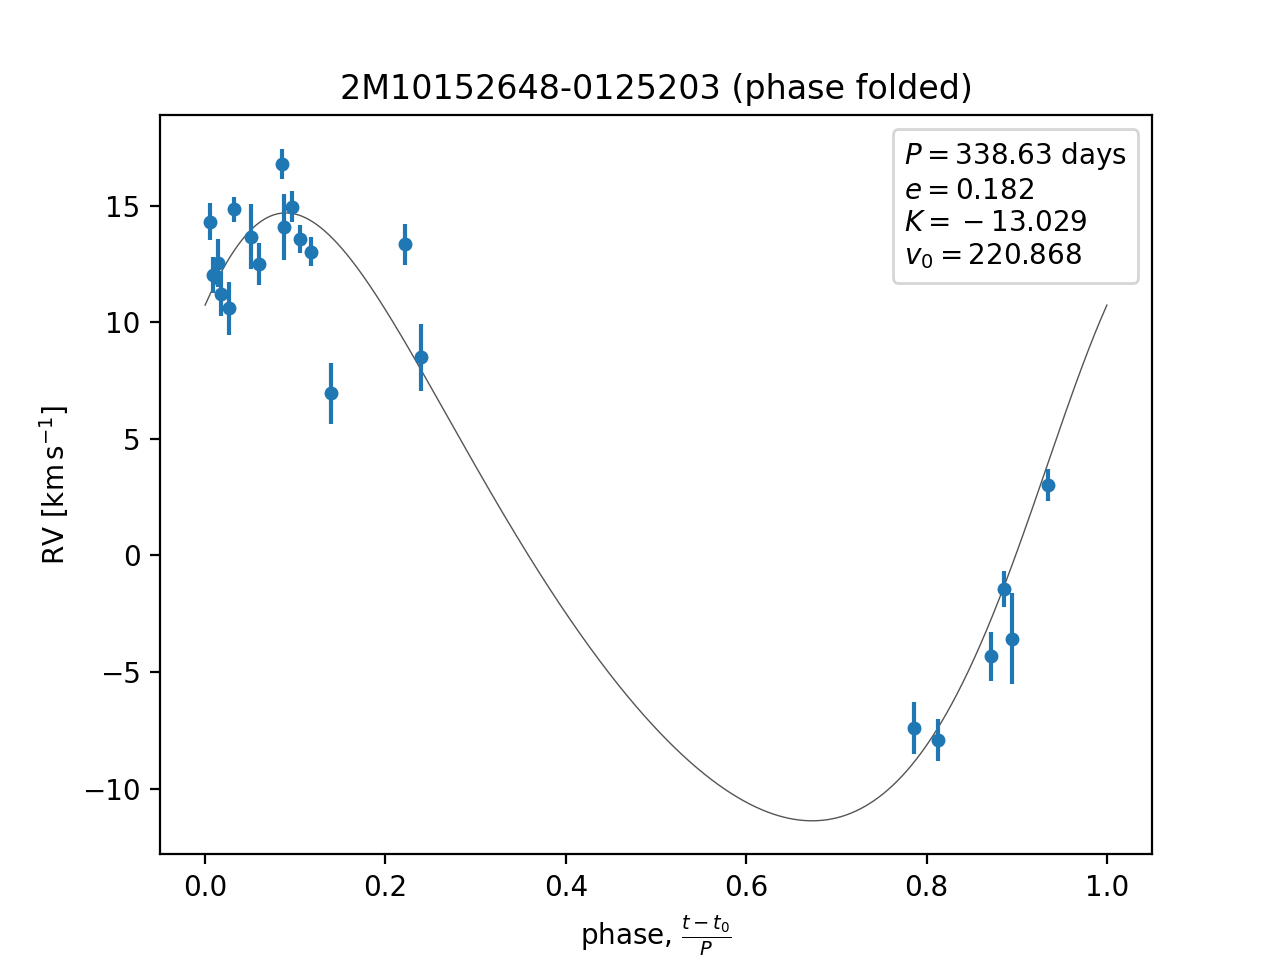 2M10152648-0125203 (phase folded)
P = 338.63 days
e = 0.182
K = −13.029
v₀ = 220.868
15
10
5
0
−5
−10
RV [km s⁻¹]
0.0 0.2 0.4 0.6 0.8 1.0
phase, (t − t₀)/P